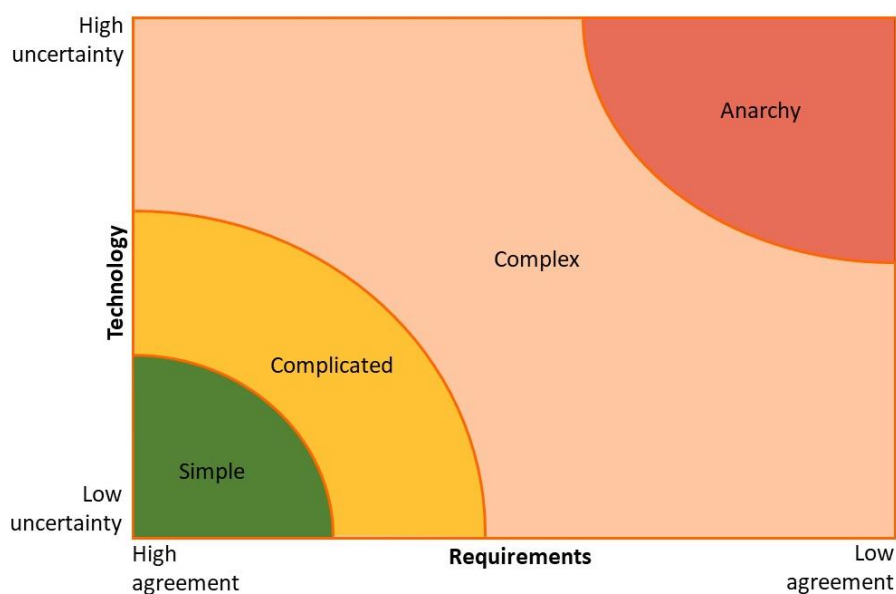 High
uncertainty
Anarchy
Complex
Technology
Complicated
Simple
Low
uncertainty
High
agreement
Requirements
Low
agreement